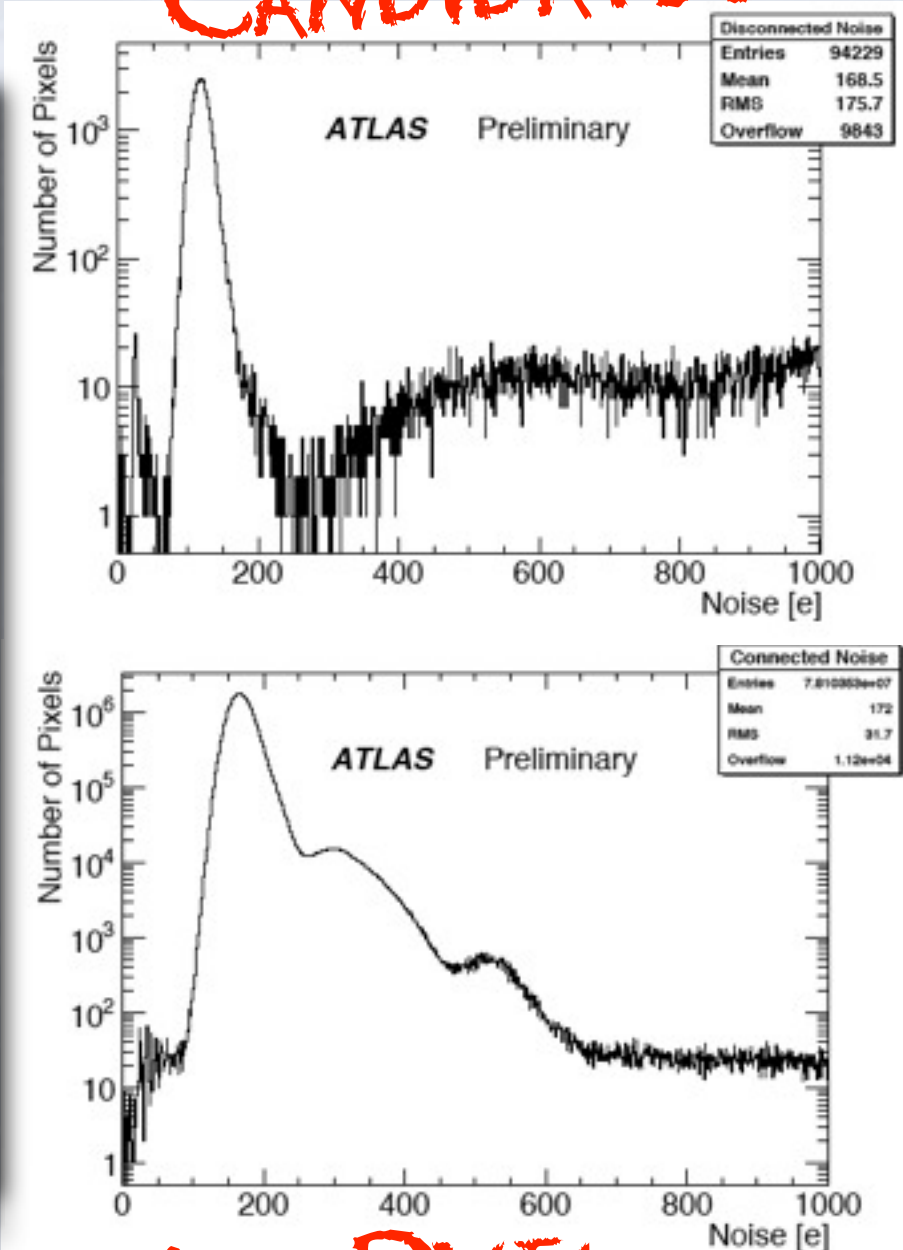 CANDIDATES
Disconnected Noise
Entries 94229
Mean 168.5
RMS 175.7
Overflow 9843
Number of Pixels
ATLAS Preliminary
10³
10²
10
1
0 200 400 600 800 1000
Noise [e]
Connected Noise
Entries 7.810353e+07
Mean 172
RMS 31.7
Overflow 1.12e+04
Number of Pixels
ATLAS Preliminary
10⁶
10⁵
10⁴
10³
10²
10
1
0 200 400 600 800 1000
Noise [e]